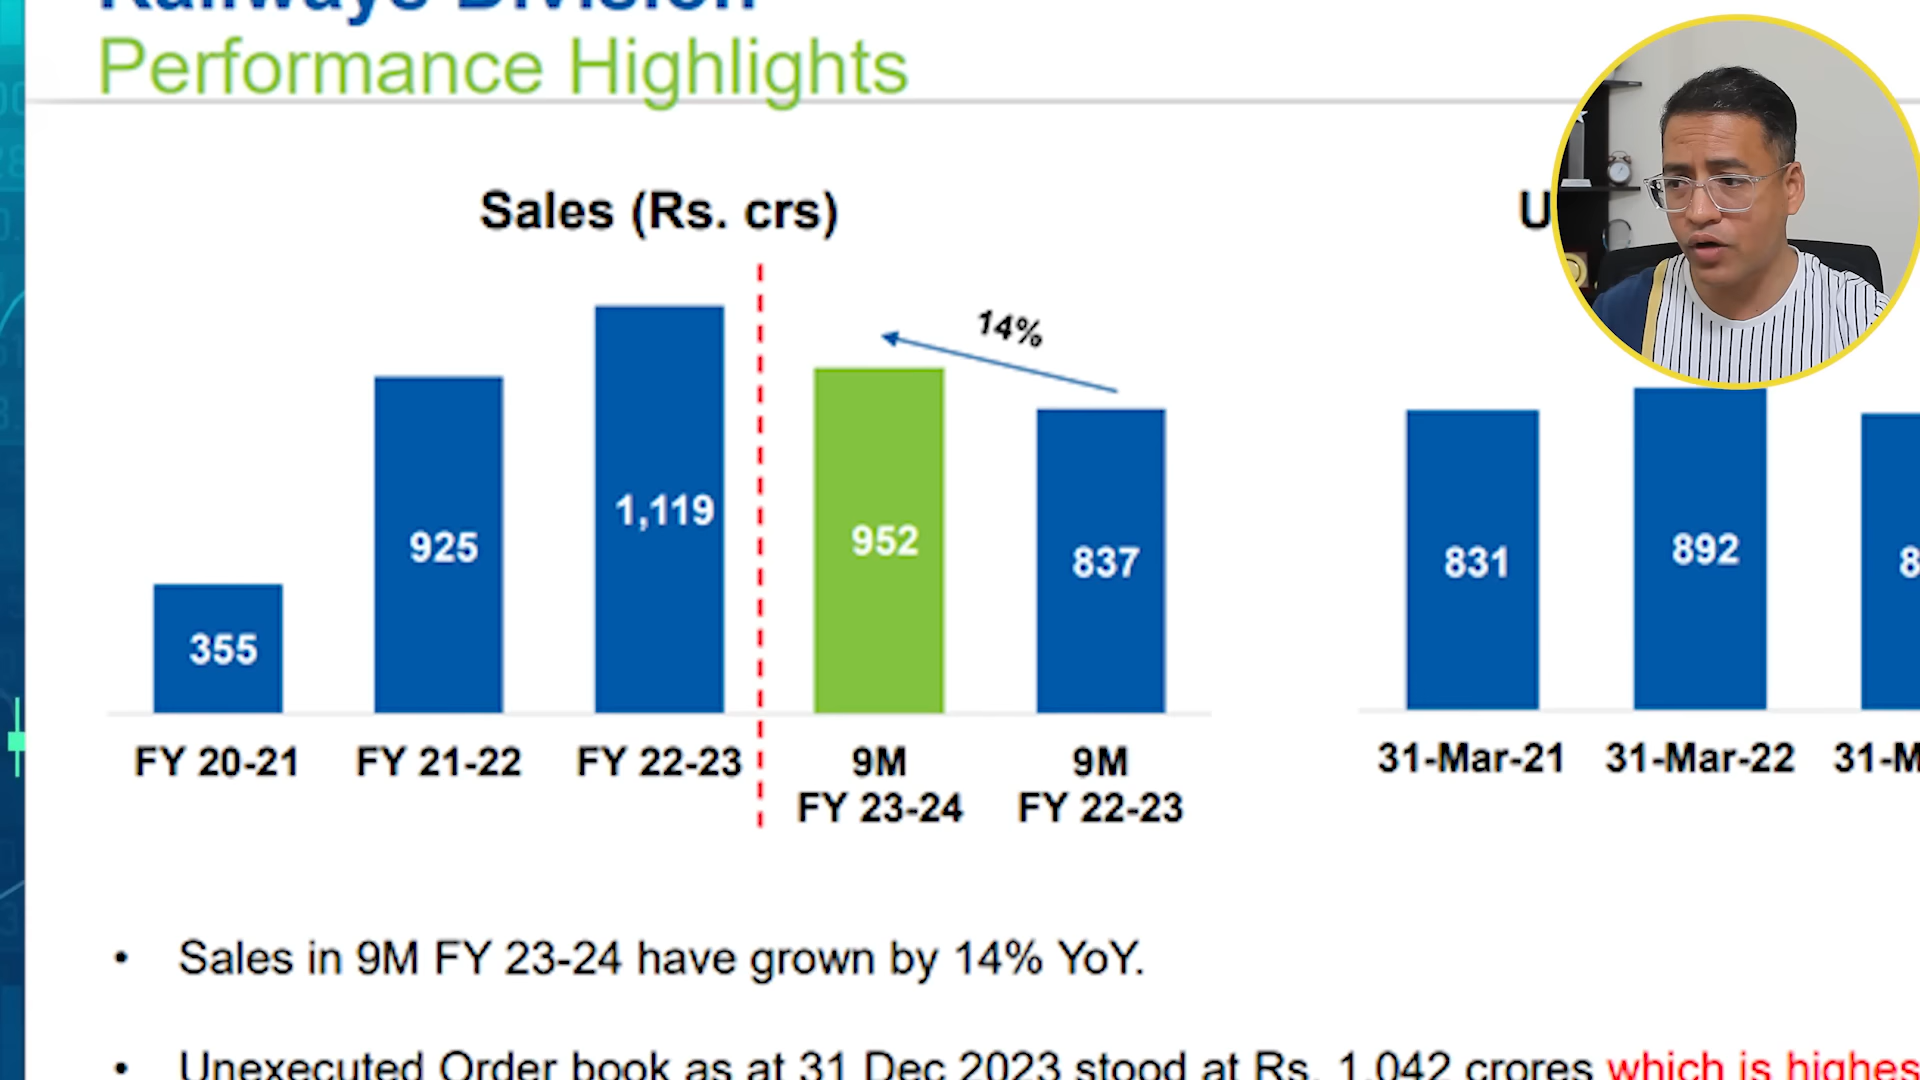 Railways Division
Performance Highlights
Sales (Rs. crs)
14%
355
925
1,119
952
837
FY 20-21
FY 21-22
FY 22-23
9M
FY 23-24
9M
FY 22-23
831
892
31-Mar-21
31-Mar-22
• Sales in 9M FY 23-24 have grown by 14% YoY.
• Unexecuted Order book as at 31 Dec 2023 stood at Rs. 1,042 crores which is